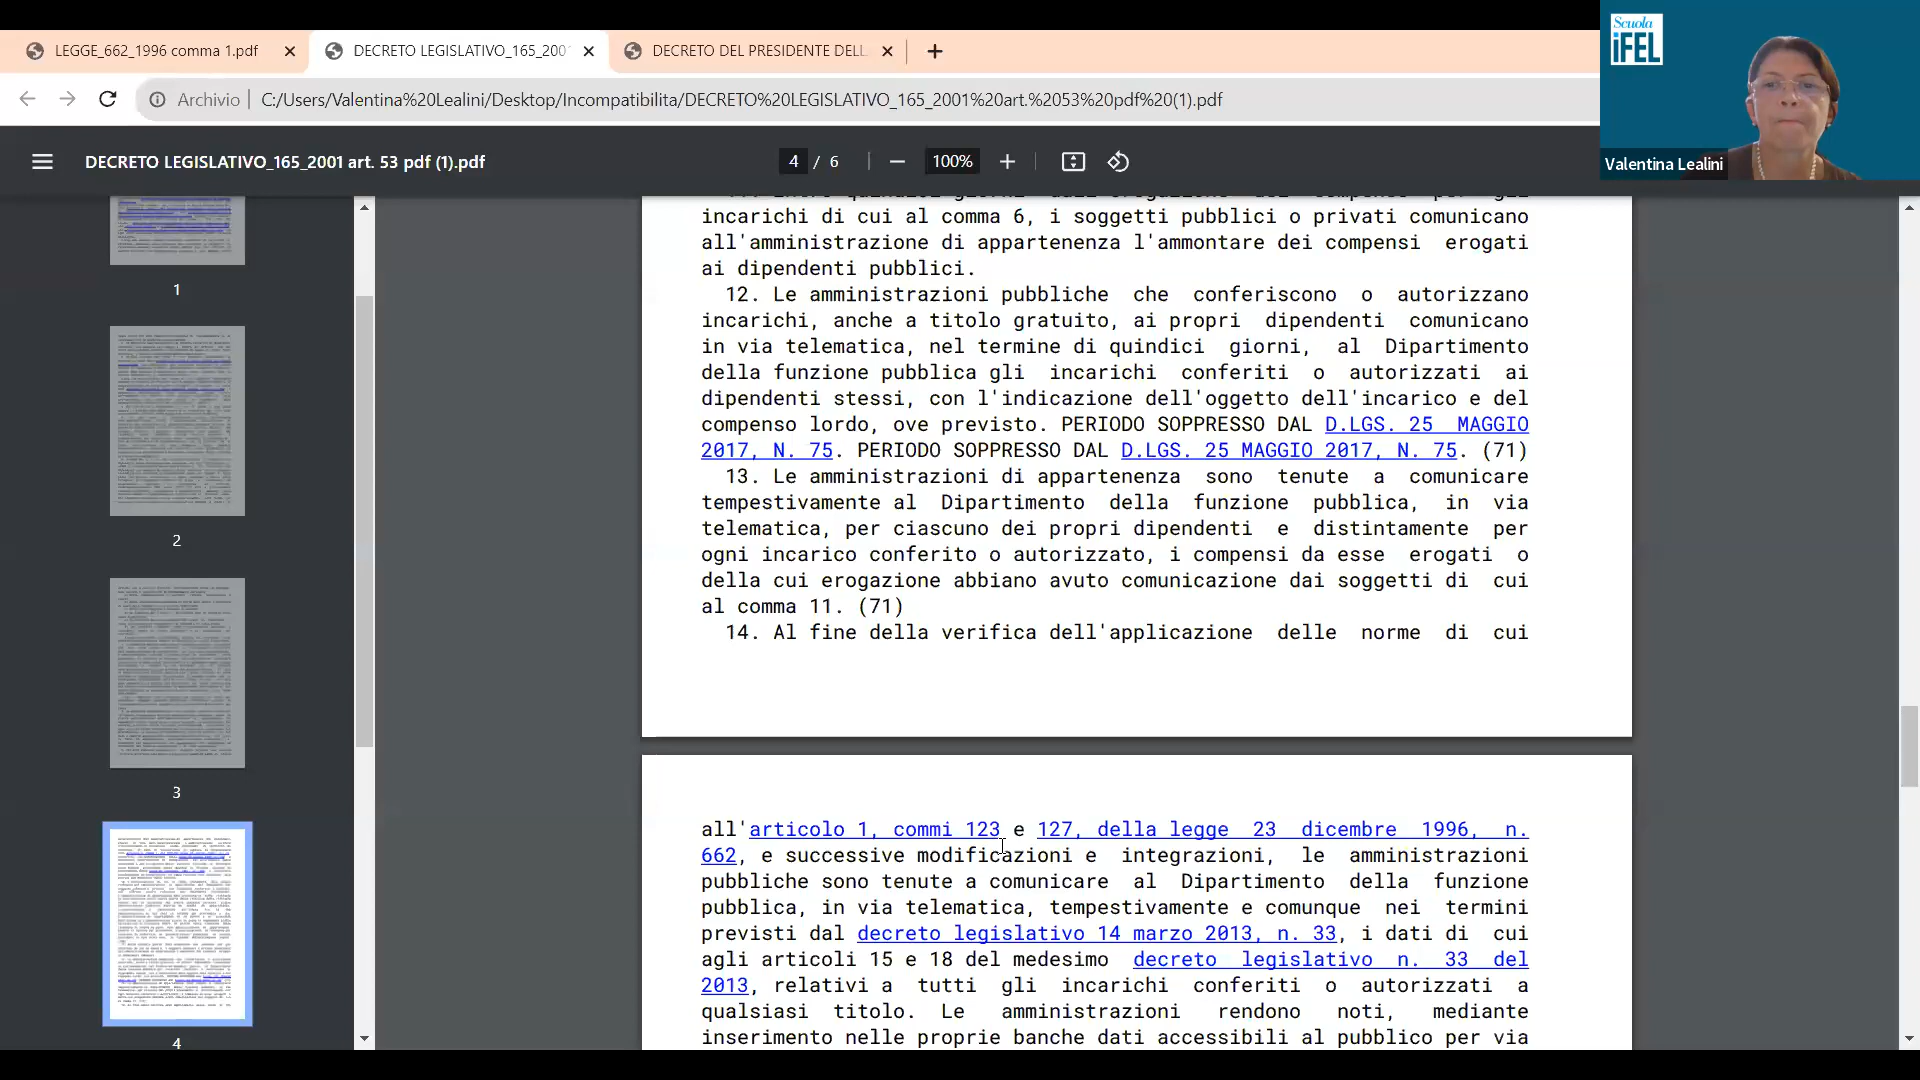 LEGGE_662_1996 comma 1.pdf
DECRETO LEGISLATIVO_165_200
DECRETO DEL PRESIDENTE DELL
Archivio
C:/Users/Valentina%20Lealini/Desktop/Incompatibilita/DECRETO%20LEGISLATIVO_165_2001%20art.%2053%20pdf%20(1).pdf
Scuola
iFEL
Valentina Lealini
DECRETO LEGISLATIVO_165_2001 art. 53 pdf (1).pdf
4 / 6
100%
1
2
3
4
incarichi di cui al comma 6, i soggetti pubblici o privati comunicano
all'amministrazione di appartenenza l'ammontare dei compensi erogati
ai dipendenti pubblici.
12. Le amministrazioni pubbliche che conferiscono o autorizzano
incarichi, anche a titolo gratuito, ai propri dipendenti comunicano
in via telematica, nel termine di quindici giorni, al Dipartimento
della funzione pubblica gli incarichi conferiti o autorizzati ai
dipendenti stessi, con l'indicazione dell'oggetto dell'incarico e del
compenso lordo, ove previsto. PERIODO SOPPRESSO DAL D.LGS. 25 MAGGIO
2017, N. 75. PERIODO SOPPRESSO DAL D.LGS. 25 MAGGIO 2017, N. 75. (71)
13. Le amministrazioni di appartenenza sono tenute a comunicare
tempestivamente al Dipartimento della funzione pubblica, in via
telematica, per ciascuno dei propri dipendenti e distintamente per
ogni incarico conferito o autorizzato, i compensi da esse erogati o
della cui erogazione abbiano avuto comunicazione dai soggetti di cui
al comma 11. (71)
14. Al fine della verifica dell'applicazione delle norme di cui
all'articolo 1, commi 123 e 127, della legge 23 dicembre 1996, n.
662, e successive modificazioni e integrazioni, le amministrazioni
pubbliche sono tenute a comunicare al Dipartimento della funzione
pubblica, in via telematica, tempestivamente e comunque nei termini
previsti dal decreto legislativo 14 marzo 2013, n. 33, i dati di cui
agli articoli 15 e 18 del medesimo decreto legislativo n. 33 del
2013, relativi a tutti gli incarichi conferiti o autorizzati a
qualsiasi titolo. Le amministrazioni rendono noti, mediante
inserimento nelle proprie banche dati accessibili al pubblico per via